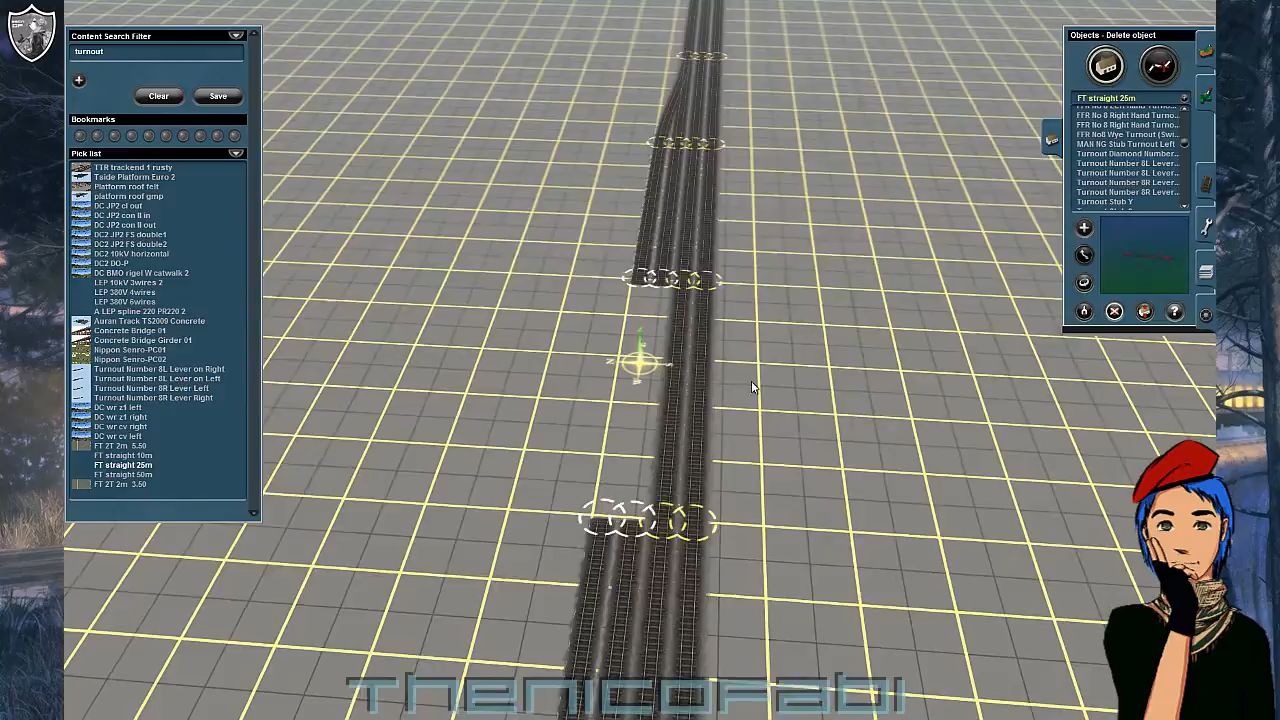 Content Search Filter
turnout
Clear
Save
Bookmarks
Pick list
TTR trackend 1 rusty
Tside Platform Euro 2
Platform roof felt
platform roof gmp
DC JP2 cl out
DC JP2 con II in
DC JP2 con II out
DC2 JP2 FS double1
DC2 JP2 FS double2
DC2 10kV horizontal
DC2 DO-P
DC BMO rigel W catwalk 2
LEP 10kV 3wires 2
LEP 380V 4wires
LEP 380V 6wires
A LEP spline 220 PR220 2
Auran Track TS2009 Concrete
Concrete Bridge 01
Concrete Bridge Girder 01
Nippon Senro-PC01
Nippon Senro-PC02
Turnout Number 8L Lever on Right
Turnout Number 8L Lever on Left
Turnout Number 8R Lever Left
Turnout Number 8R Lever Right
DC wr z1 left
DC wr z1 right
DC wr cv right
DC wr cv left
FT 2T 2m 5.50
FT straight 10m
FT straight 25m
FT straight 50m
FT 2T 2m 3.50
Objects - Delete object
FT straight 25m
FFR No 8 Left Hand Turno...
FFR No 8 Right Hand Turno...
FFR No 8 Right Hand Turno...
FFR No8 Wye Turnout (Swi...
MAN NG Stub Turnout Left
Turnout Diamond Number...
Turnout Number 8L Lever...
Turnout Number 8L Lever...
Turnout Number 8R Lever...
Turnout Number 8R Lever...
Turnout Stub Y
Thenicofabi